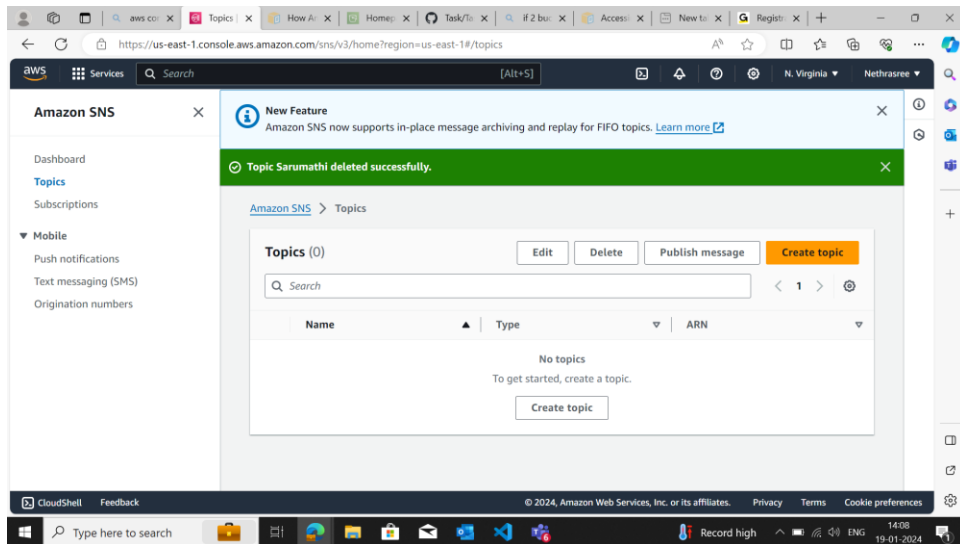 aws cor
Topics
How A
Homep
Task/To
if 2 buc
Access
New ta
Registr
https://us-east-1.console.aws.amazon.com/sns/v3/home?region=us-east-1#/topics
aws
Services
Search
[Alt+S]
N. Virginia
Nethrasree
Amazon SNS
Dashboard
Topics
Subscriptions
Mobile
Push notifications
Text messaging (SMS)
Origination numbers
New Feature
Amazon SNS now supports in-place message archiving and replay for FIFO topics. Learn more
Topic Sarumathi deleted successfully.
Amazon SNS > Topics
Topics (0)
Edit
Delete
Publish message
Create topic
Search
1
Name
Type
ARN
No topics
To get started, create a topic.
Create topic
CloudShell
Feedback
© 2024, Amazon Web Services, Inc. or its affiliates.
Privacy
Terms
Cookie preferences
Type here to search
Record high
ENG
14:08
19-01-2024